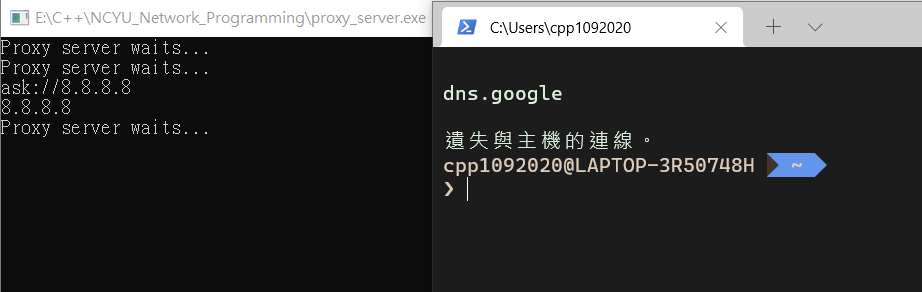 E:\C++\NCYU_Network_Programming\proxy_server.exe
Proxy server waits...
Proxy server waits...
ask://8.8.8.8
8.8.8.8
Proxy server waits...
C:\Users\cpp1092020
dns.google
遺失與主機的連線。
cpp1092020@LAPTOP-3R50748H ~
❯